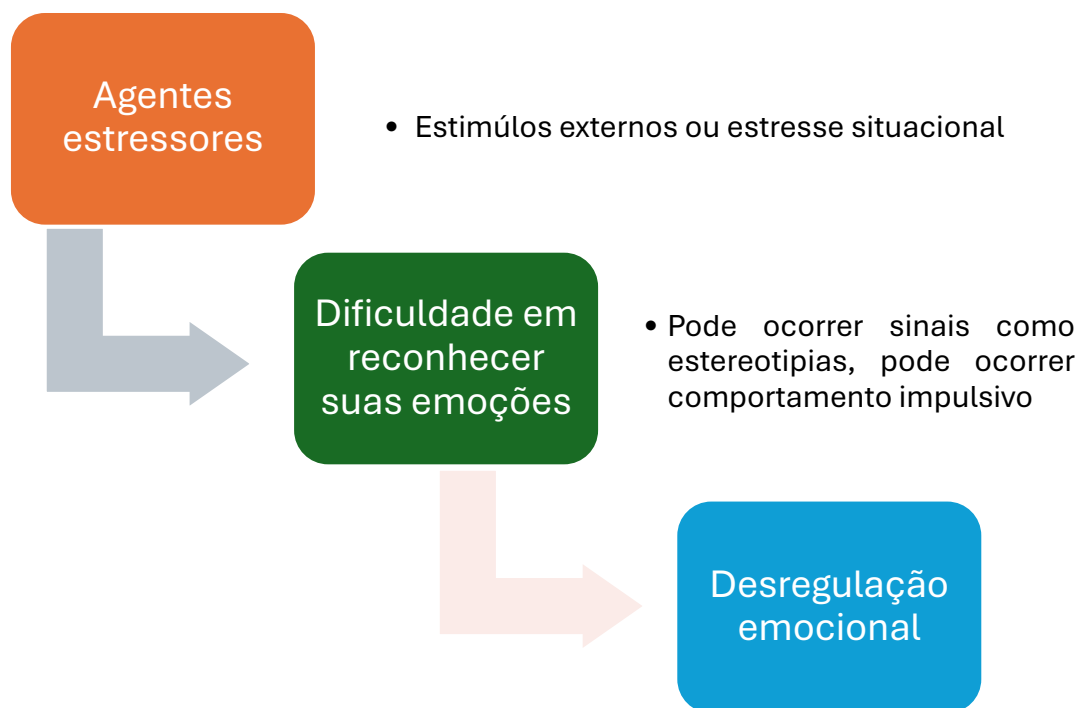 Agentes
estressores
• Estimúlos externos ou estresse situacional
Dificuldade em
reconhecer
suas emoções
• Pode ocorrer sinais como
estereotipias, pode ocorrer
comportamento impulsivo
Desregulação
emocional